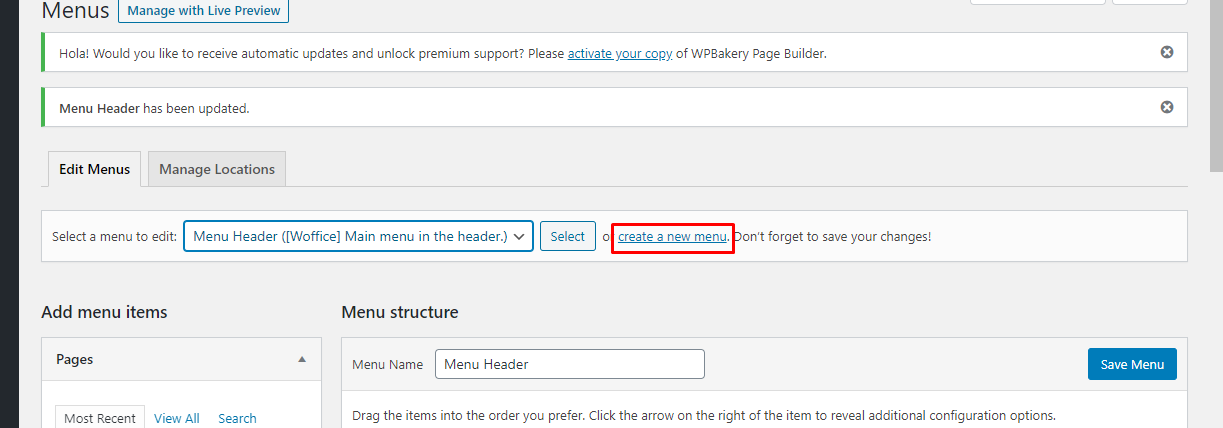 Menus Manage with Live Preview
Hola! Would you like to receive automatic updates and unlock premium support? Please activate your copy of WPBakery Page Builder.
Menu Header has been updated.
Edit Menus Manage Locations
Select a menu to edit: Menu Header ([Woffice] Main menu in the header.) Select or create a new menu. Don't forget to save your changes!
Add menu items Menu structure
Pages
Menu Name Menu Header Save Menu
Most Recent View All Search
Drag the items into the order you prefer. Click the arrow on the right of the item to reveal additional configuration options.